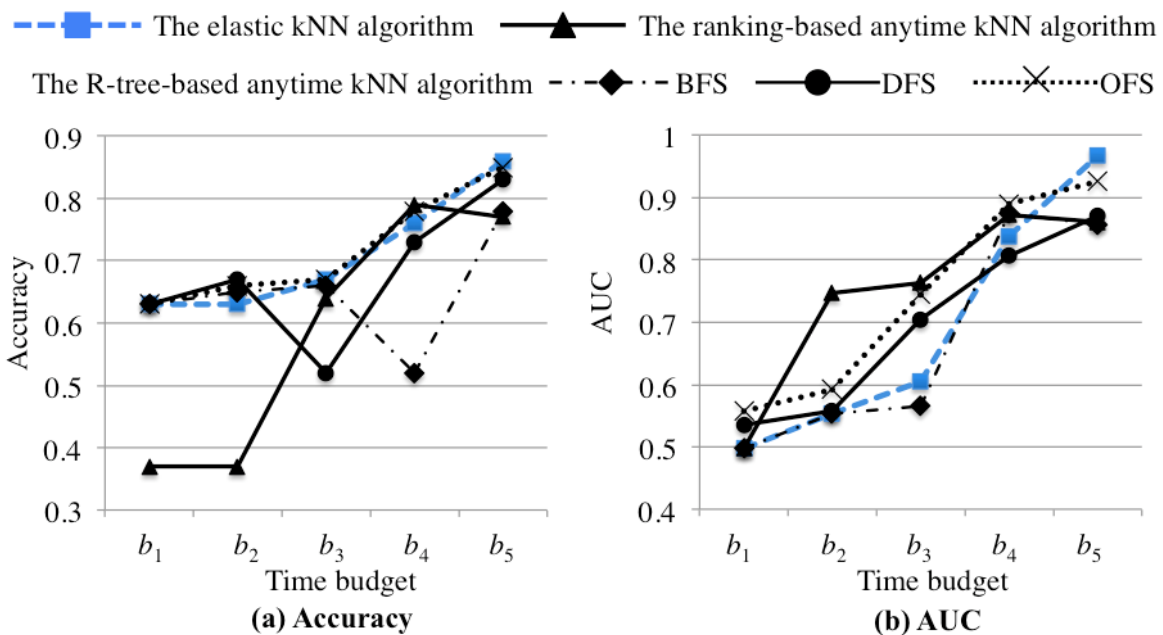 The elastic kNN algorithm The ranking-based anytime kNN algorithm
The R-tree-based anytime kNN algorithm BFS DFS OFS
0.9
0.8
0.7
0.6
0.5
0.4
0.3
Accuracy
b1 b2 b3 b4 b5
Time budget
(a) Accuracy
1
0.9
0.8
0.7
0.6
0.5
0.4
AUC
b1 b2 b3 b4 b5
Time budget
(b) AUC